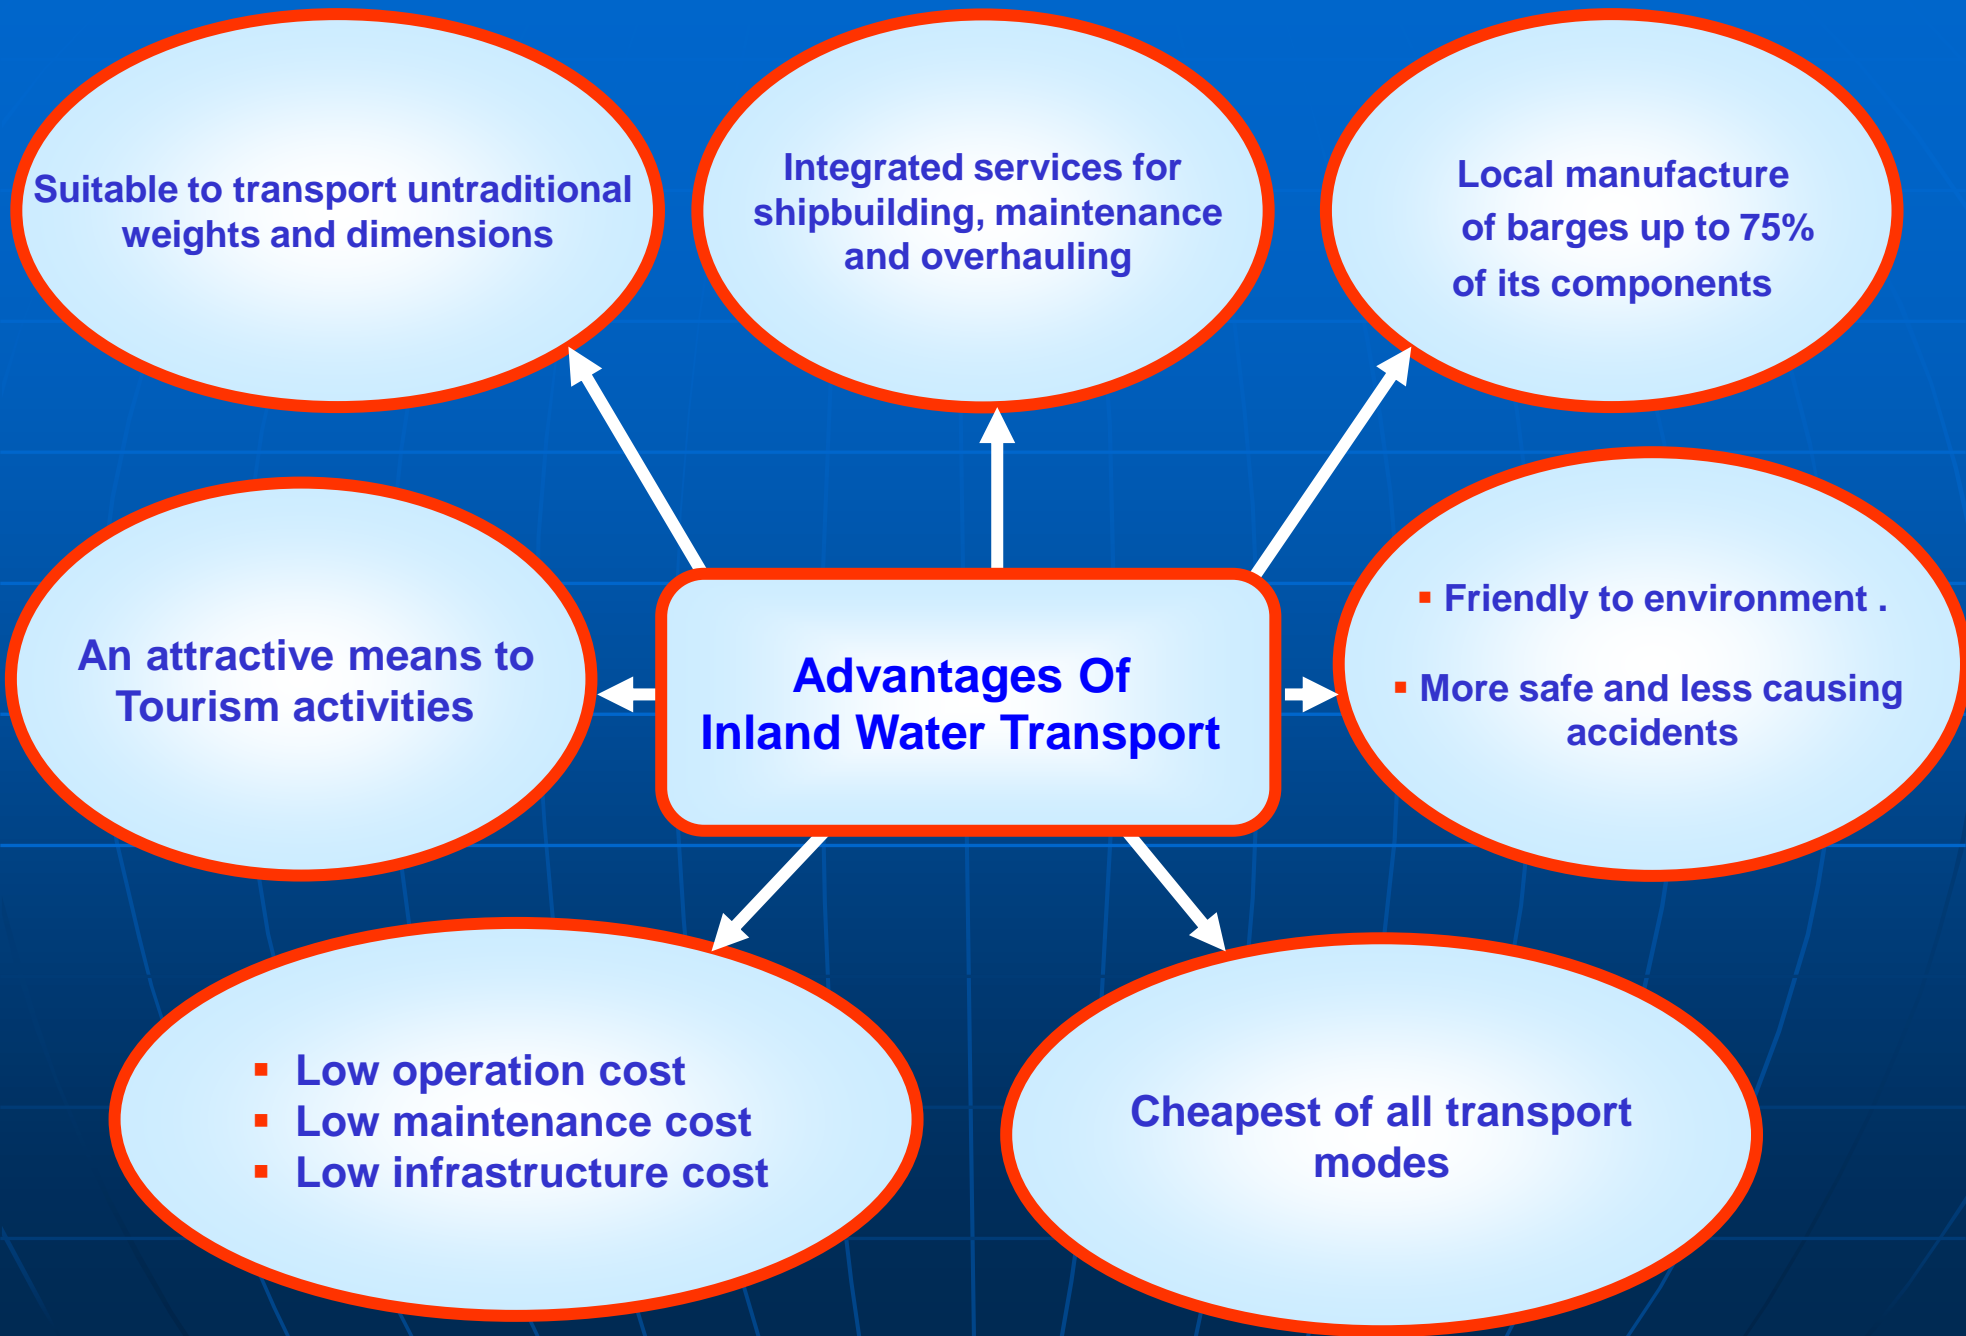 Suitable to transport untraditional
weights and dimensions
Integrated services for
shipbuilding, maintenance
and overhauling
Local manufacture
of barges up to 75%
of its components
An attractive means to
Tourism activities
Advantages Of
Inland Water Transport
▪ Friendly to environment .
▪ More safe and less causing
accidents
▪ Low operation cost
▪ Low maintenance cost
▪ Low infrastructure cost
Cheapest of all transport
modes